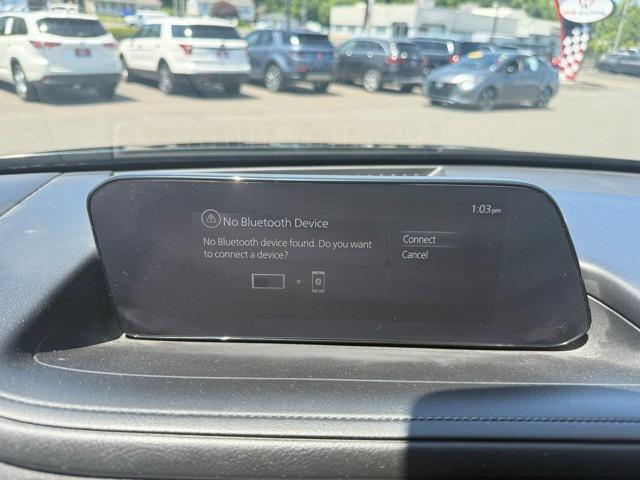 1:03pm
No Bluetooth Device
No Bluetooth device found. Do you want
to connect a device?
Connect
Cancel